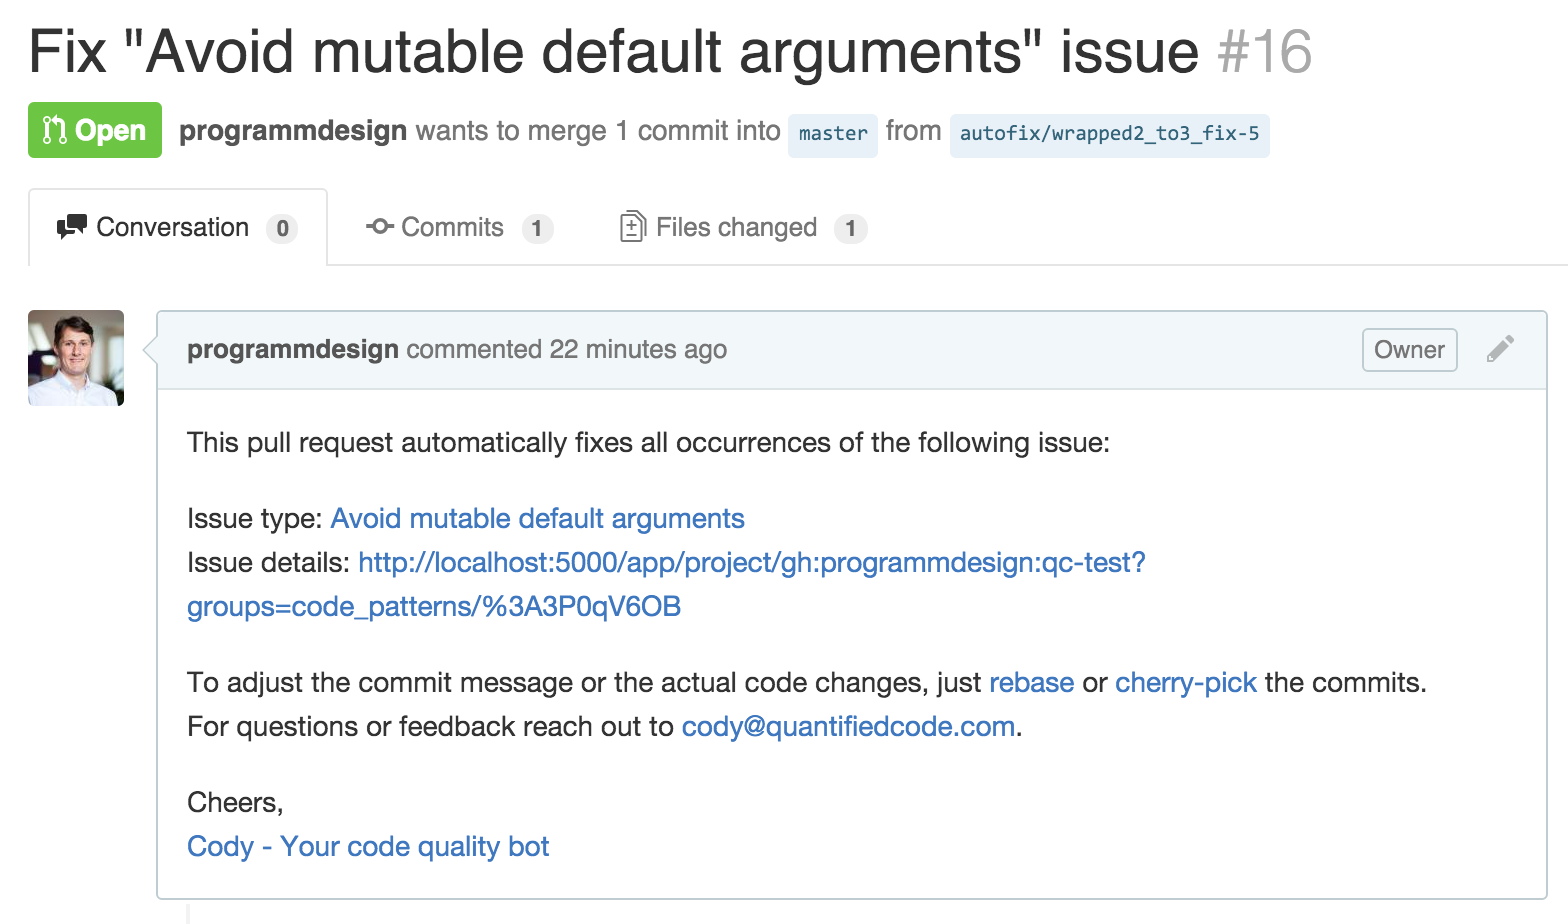 Fix "Avoid mutable default arguments" issue #16
Open programmdesign wants to merge 1 commit into master from autofix/wrapped2_to3_fix-5
Conversation 0 Commits 1 Files changed 1
programmdesign commented 22 minutes ago Owner
This pull request automatically fixes all occurrences of the following issue:
Issue type: Avoid mutable default arguments
Issue details: http://localhost:5000/app/project/gh:programmdesign:qc-test?
groups=code_patterns/%3A3P0qV6OB
To adjust the commit message or the actual code changes, just rebase or cherry-pick the commits.
For questions or feedback reach out to cody@quantifiedcode.com.
Cheers,
Cody - Your code quality bot